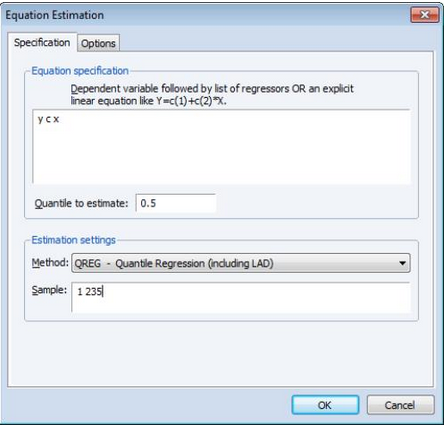 Equation Estimation
Specification Options
Equation specification
Dependent variable followed by list of regressors OR an explicit
linear equation like Y=c(1)+c(2)*X.
y c x
Quantile to estimate: 0.5
Estimation settings
Method: QREG - Quantile Regression (including LAD)
Sample: 1 235
OK Cancel